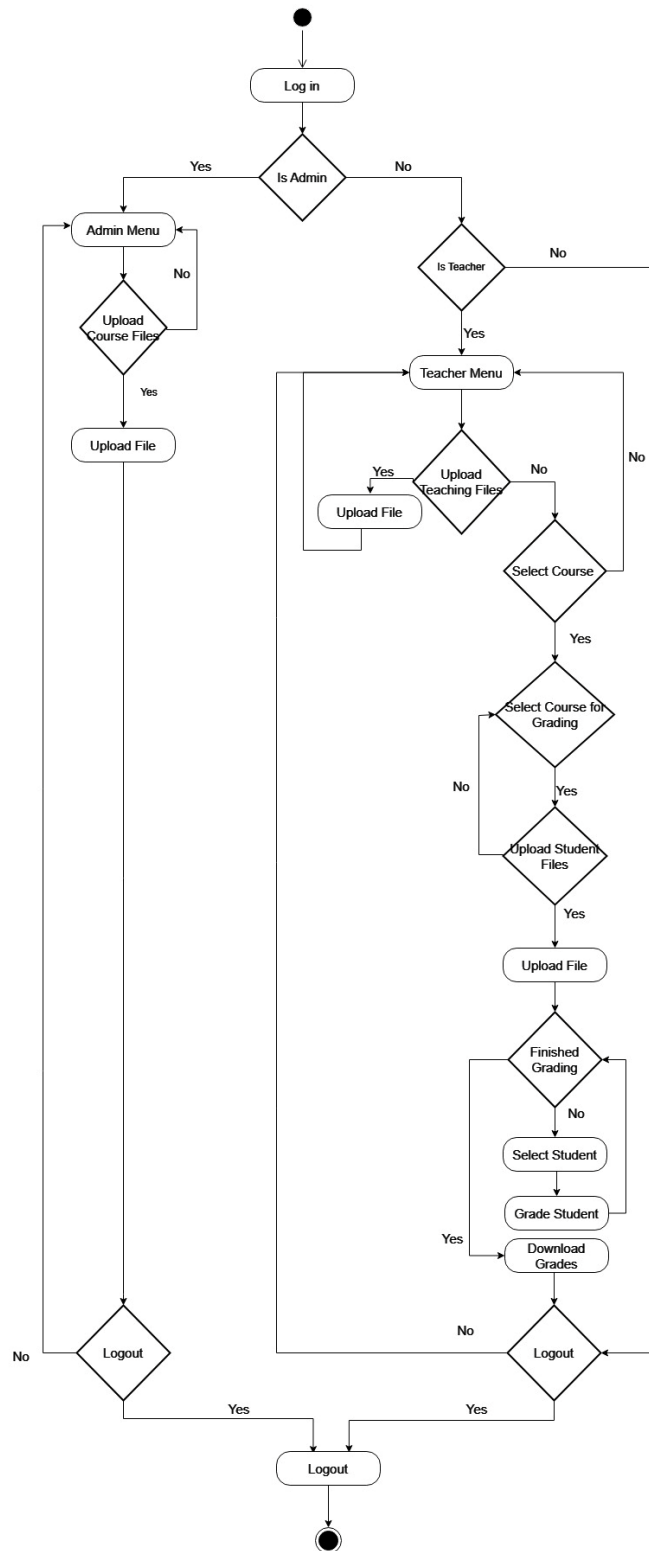 Log in
Yes
Is Admin
No
Admin Menu
No
Is Teacher
No
Upload
Course Files
Yes
Teacher Menu
Yes
Upload File
Yes
Upload
Teaching Files
No
No
Upload File
Select Course
Yes
Select Course for
Grading
No
Yes
Upload Student
Files
Yes
Upload File
Finished
Grading
No
Select Student
Grade Student
Yes
Download
Grades
No
Logout
No
Logout
Yes
Yes
Logout